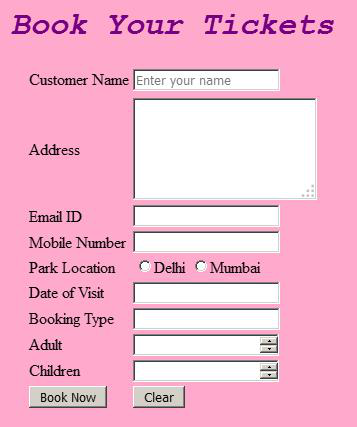 Book Your Tickets
Customer Name Enter your name
Address
Email ID
Mobile Number
Park Location Delhi Mumbai
Date of Visit
Booking Type
Adult
Children
Book Now Clear